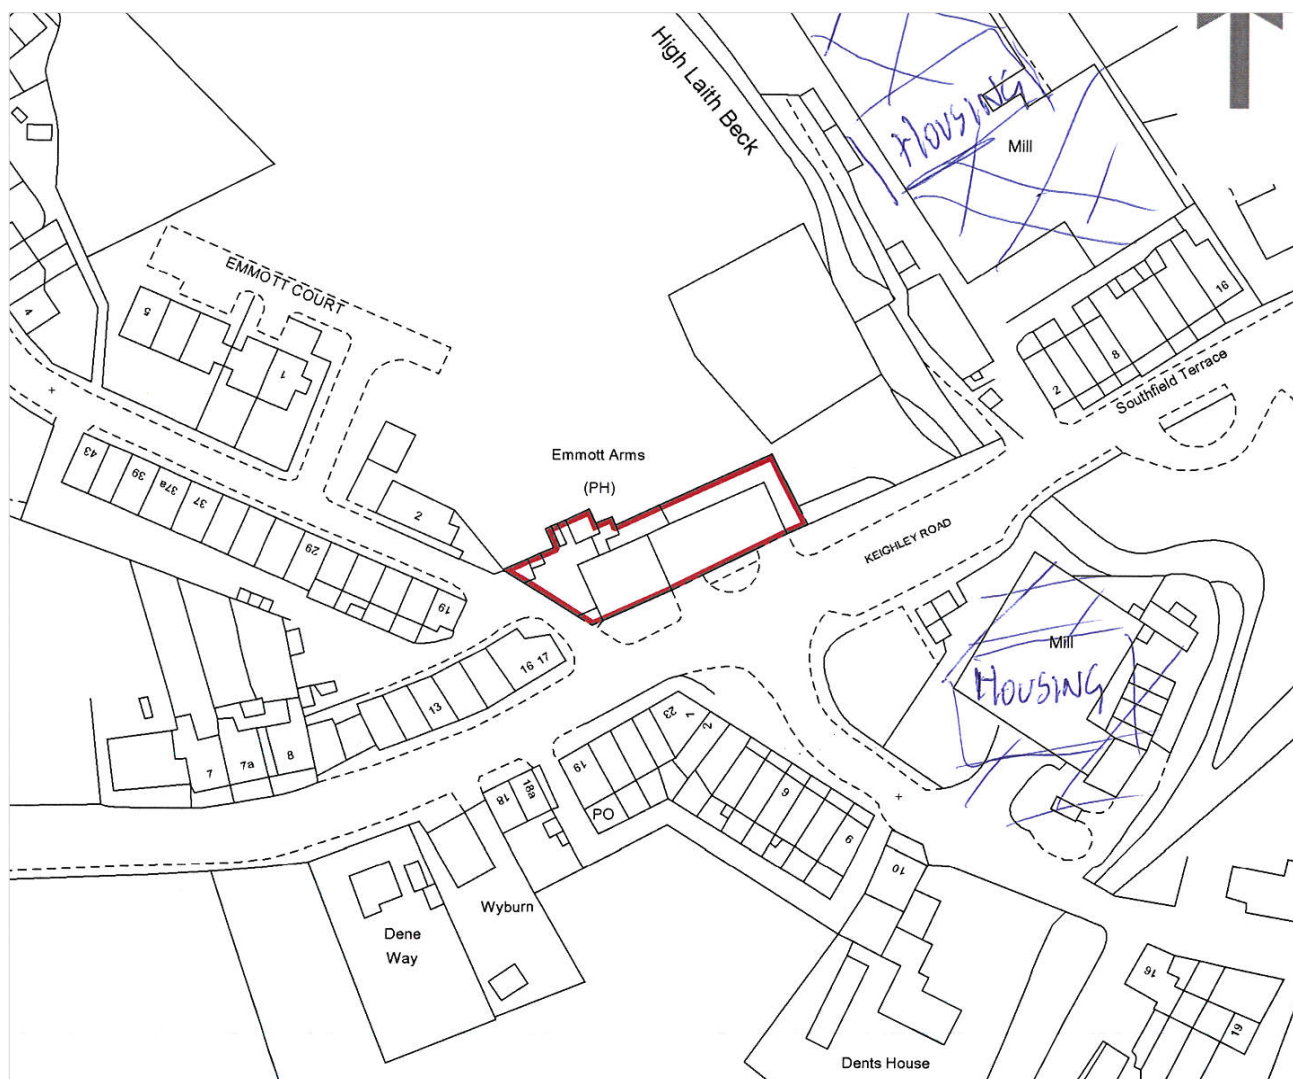 High Laith Beck
HOUSING
Mill
EMMOTT COURT
5
1
4
16
8
2
Southfield Terrace
Emmott Arms
(PH)
2
43
39
37a
37
29
19
KEIGHLEY ROAD
Mill
HOUSING
16 17
13
7
7a
8
23
1
2
19
18
18a
PO
6
9
10
Wyburn
Dene
Way
Dents House
16
19